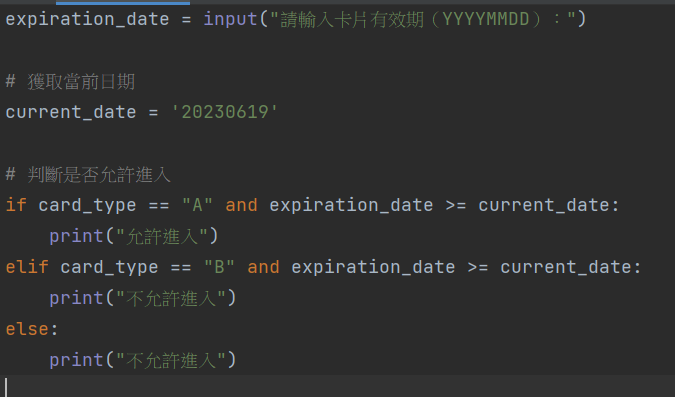 expiration_date = input("請輸入卡片有效期（YYYYMMDD）：")
# 獲取當前日期
current_date = '20230619'
# 判斷是否允許進入
if card_type == "A" and expiration_date >= current_date:
    print("允許進入")
elif card_type == "B" and expiration_date >= current_date:
    print("不允許進入")
else:
    print("不允許進入")